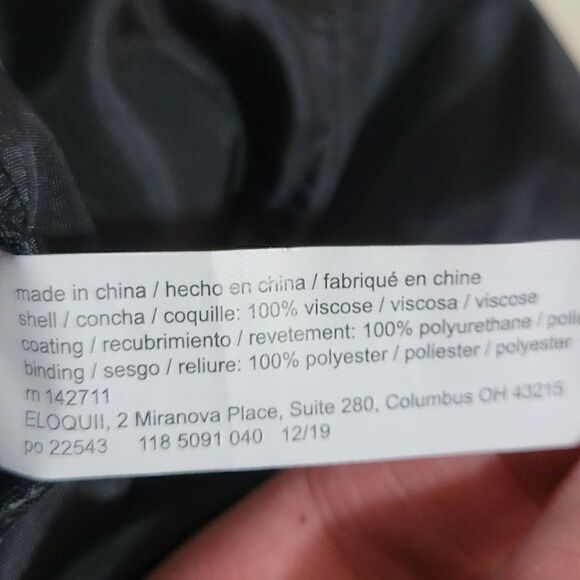 made in china / hecho en china / fabriqué en chine
shell / concha / coquille: 100% viscose / viscosa / viscose
coating / recubrimiento / revetement: 100% polyurethane /
binding / sesgo / reliure: 100% polyester / poliester / polyester
m 142711
ELOQUII, 2 Miranova Place, Suite 280, Columbus OH 43215
po 22543 118 5091 040 12/19